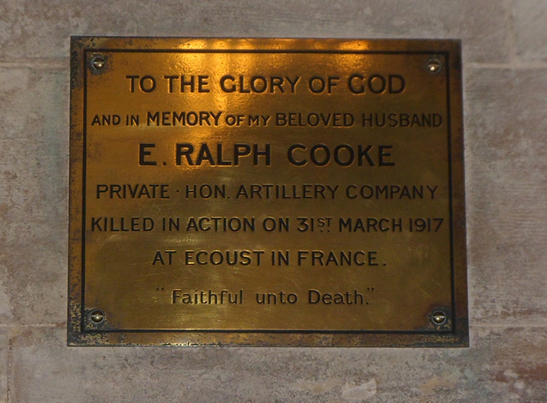 TO THE GLORY OF GOD
AND IN MEMORY OF MY BELOVED HUSBAND
E. RALPH COOKE
PRIVATE · HON. ARTILLERY COMPANY
KILLED IN ACTION ON 31ST MARCH 1917
AT ECOUST IN FRANCE.
"Faithful unto Death."